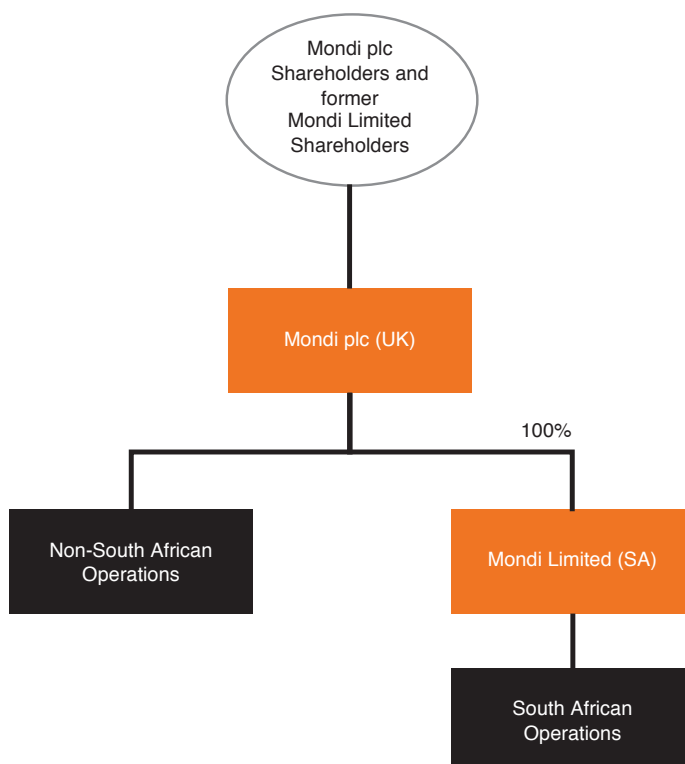 Mondi plc
Shareholders and
former
Mondi Limited
Shareholders
Mondi plc (UK)
100%
Non-South African
Operations
Mondi Limited (SA)
South African
Operations